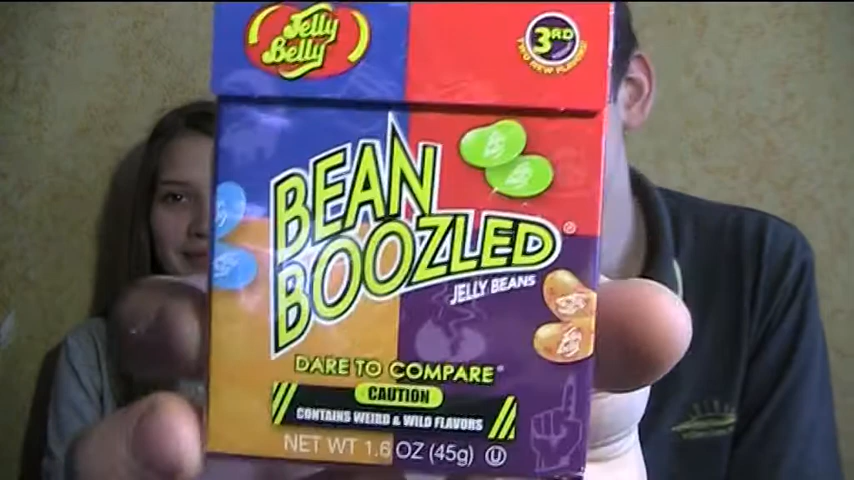 Jelly
Belly
3RD
TWO NEW FLAVORS!
BEAN
BOOZLED®
JELLY BEANS
DARE TO COMPARE®
CAUTION
CONTAINS WEIRD & WILD FLAVORS
NET WT 1.6 OZ (45g) U